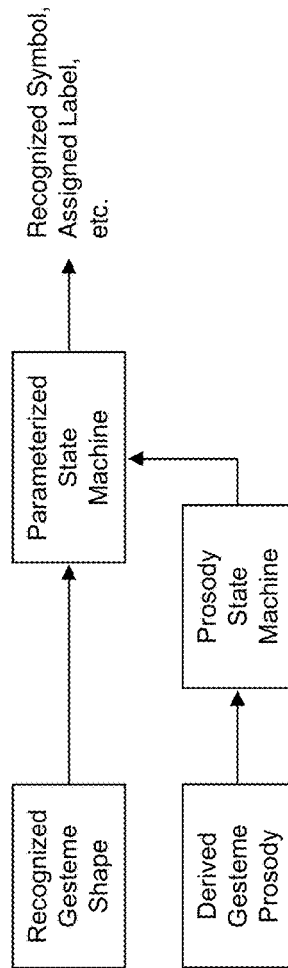 Recognized
Gesteme
Shape
Parameterized
State
Machine
Recognized Symbol,
Assigned Label,
etc.
Derived
Gesteme
Prosody
Prosody
State
Machine